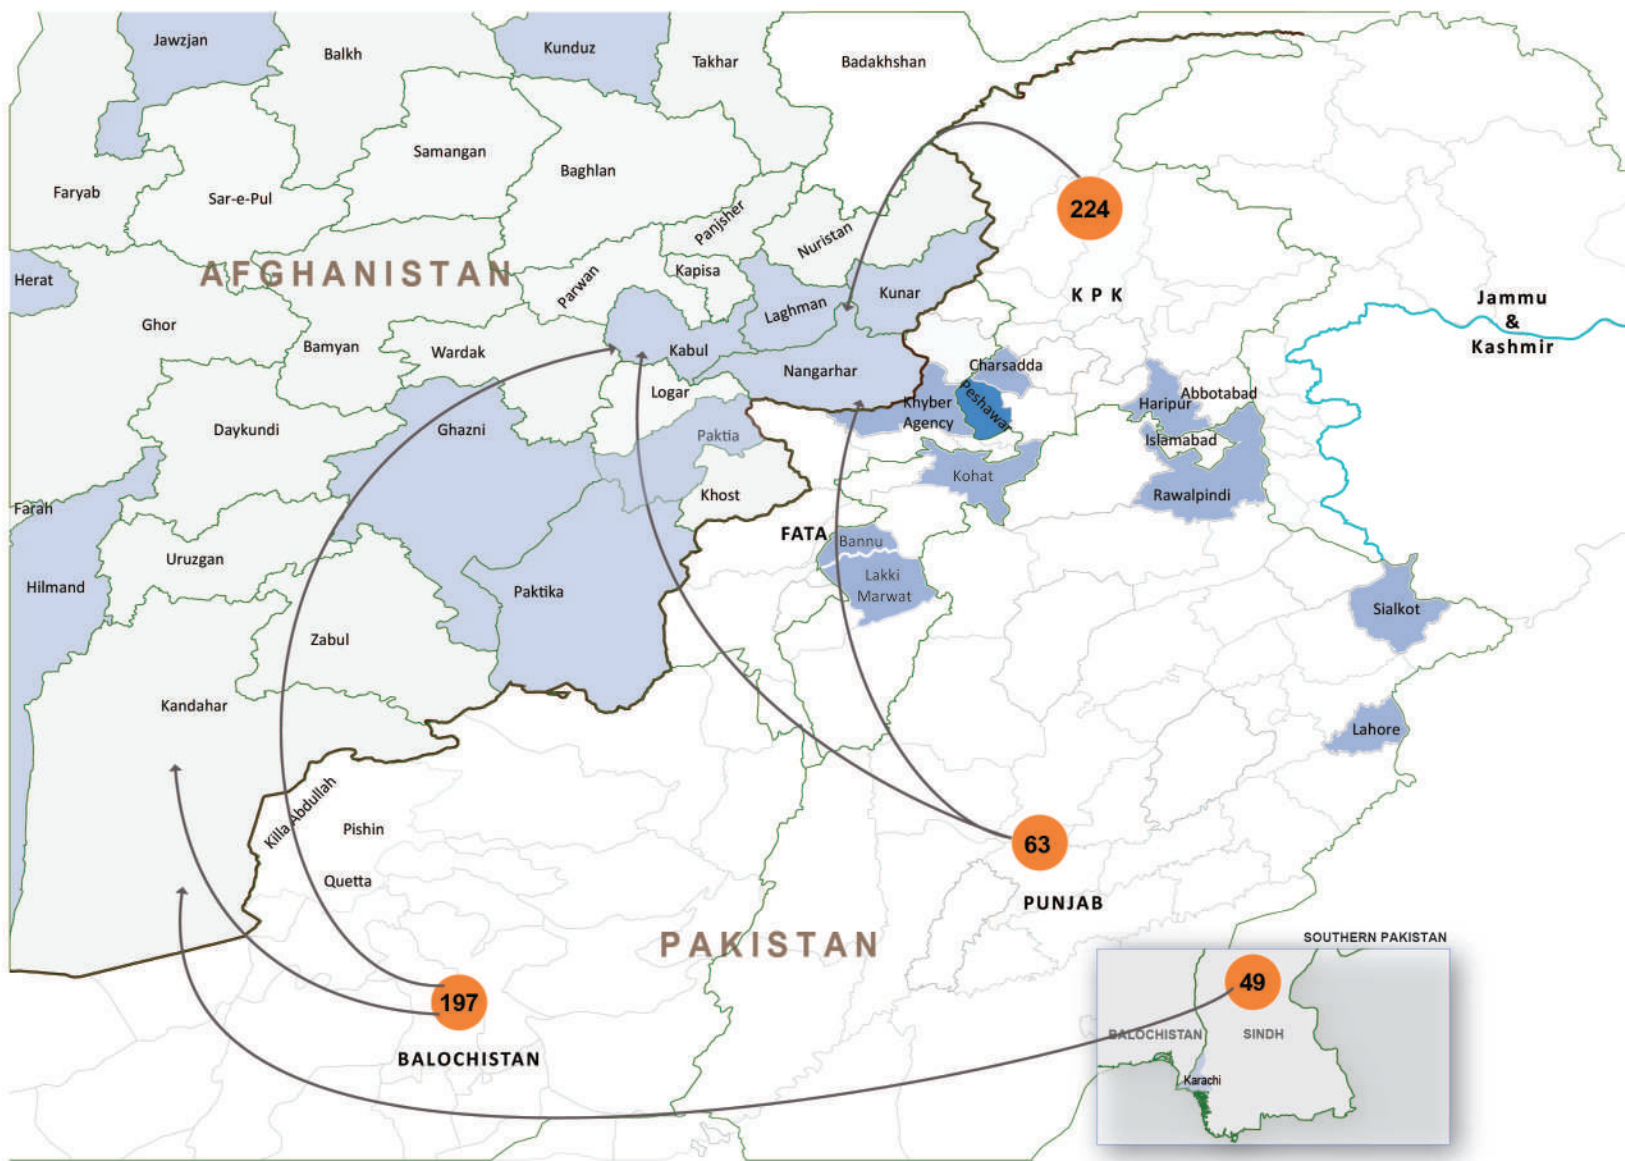 Jawzjan
Balkh
Kunduz
Takhar
Badakhshan
Samangan
Baghlan
Faryab
Sar-e-Pul
Panjsher
Nuristan
224
Herat
AFGHANISTAN
Parwan
Kapisa
Laghman
Kunar
KPK
Jammu
&
Kashmir
Ghor
Bamyan
Wardak
Kabul
Nangarhar
Charsadda
Peshawar
Khyber
Agency
Haripur
Abbotabad
Logar
Islamabad
Daykundi
Ghazni
Paktia
Kohat
Rawalpindi
Khost
Farah
FATA
Bannu
Uruzgan
Hilmand
Paktika
Lakki
Marwat
Sialkot
Zabul
Kandahar
Lahore
Killa Abdullah
Pishin
63
Quetta
PUNJAB
PAKISTAN
SOUTHERN PAKISTAN
197
49
BALOCHISTAN
SINDH
BALOCHISTAN
Karachi